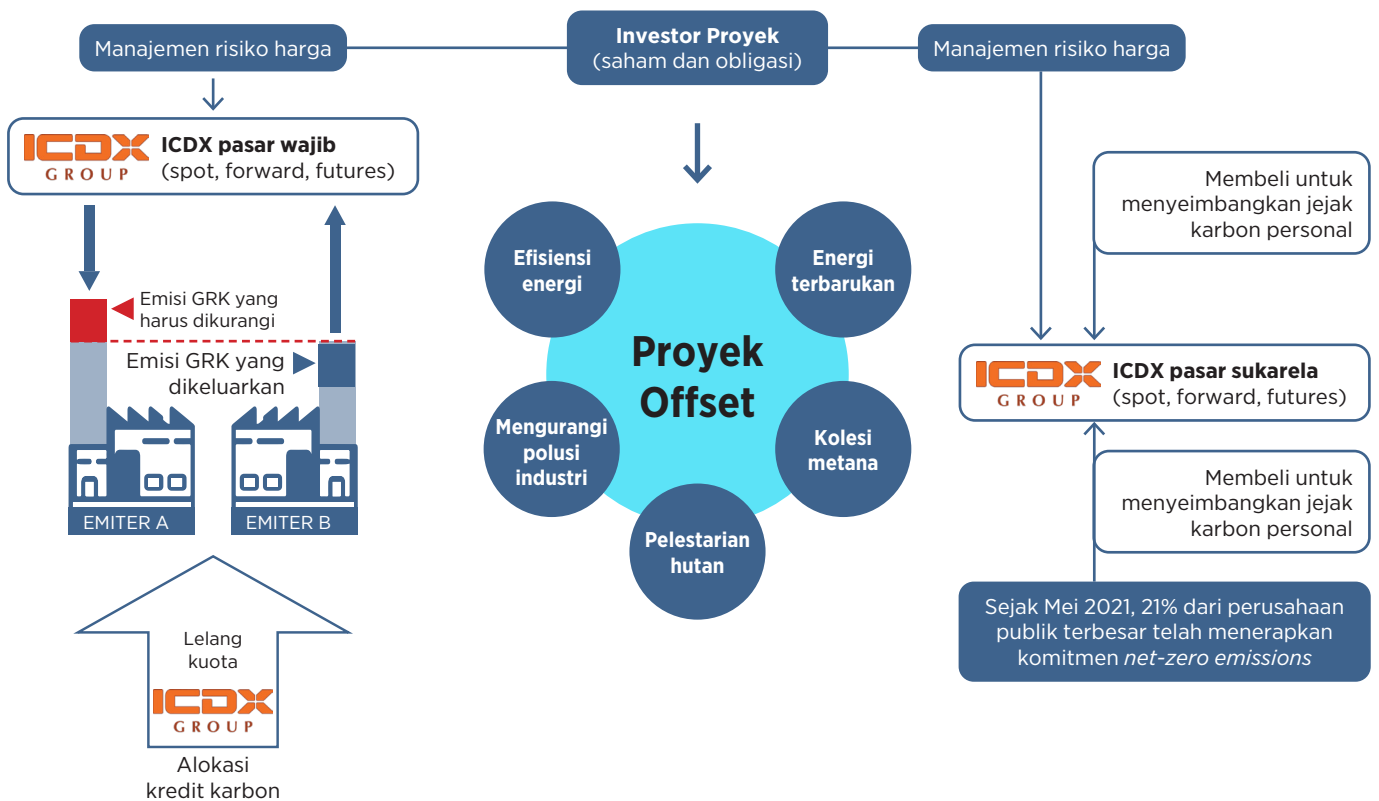 Manajemen risiko harga
Investor Proyek
(saham dan obligasi)
Manajemen risiko harga
ICDX
GROUP
ICDX pasar wajib
(spot, forward, futures)
Emisi GRK yang
harus dikurangi
Emisi GRK yang
dikeluarkan
EMITER A
EMITER B
Lelang
kuota
ICDX
GROUP
Alokasi
kredit karbon
Efisiensi
energi
Energi
terbarukan
Proyek
Offset
Mengurangi
polusi
industri
Kolesi
metana
Pelestarian
hutan
Membeli untuk
menyeimbangkan jejak
karbon personal
ICDX
GROUP
ICDX pasar sukarela
(spot, forward, futures)
Membeli untuk
menyeimbangkan jejak
karbon personal
Sejak Mei 2021, 21% dari perusahaan
publik terbesar telah menerapkan
komitmen net-zero emissions